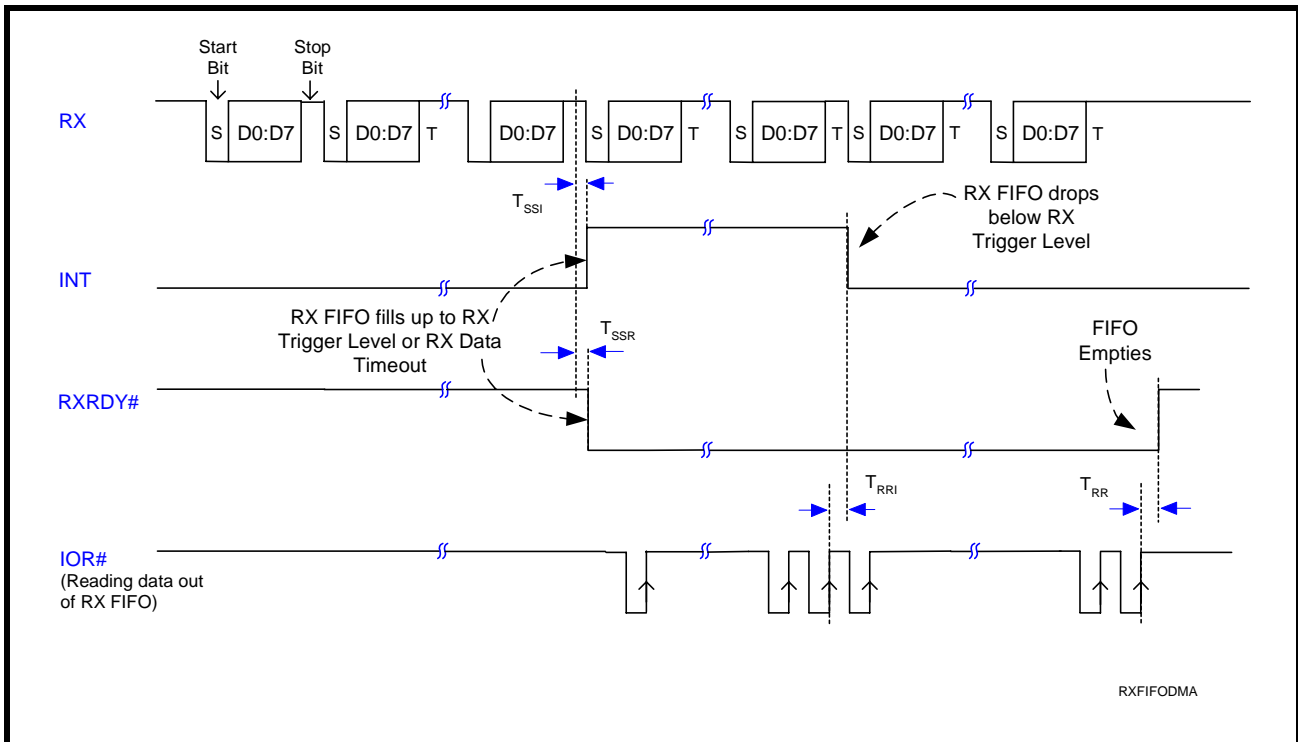 Start
Bit
Stop
Bit
RX
S D0:D7 S D0:D7 T D0:D7 S D0:D7 T S D0:D7 T S D0:D7 T S D0:D7 T
TSSI
RX FIFO drops
below RX
Trigger Level
INT
RX FIFO fills up to RX
Trigger Level or RX Data
Timeout
TSSR
FIFO
Empties
RXRDY#
TRRI
TRR
IOR#
(Reading data out
of RX FIFO)
RXFIFODMA